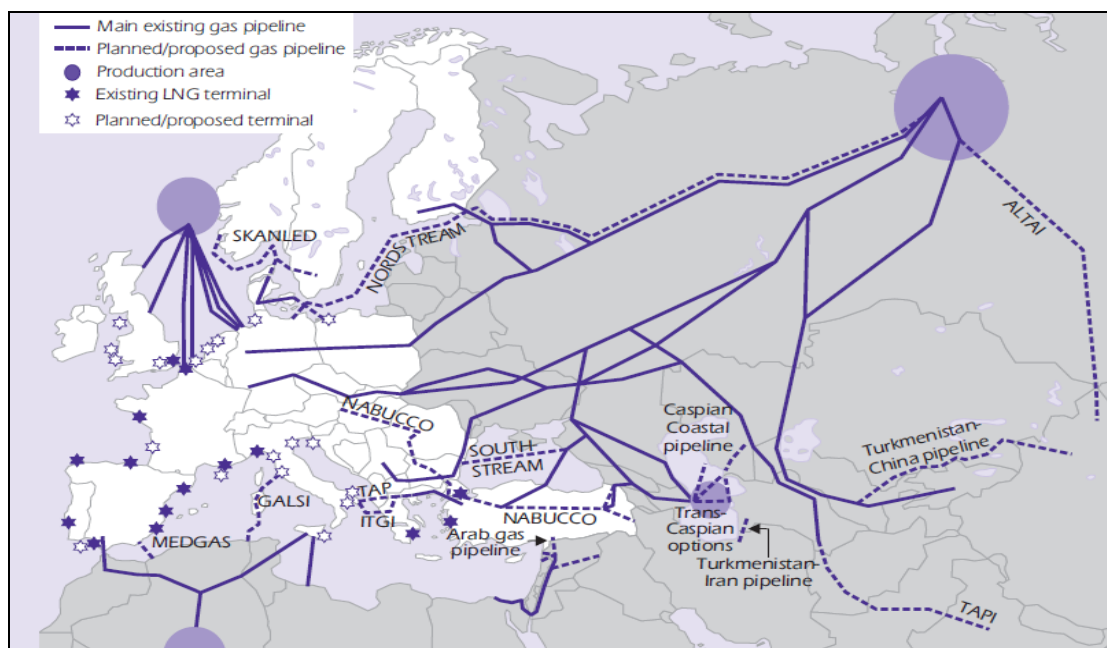 Main existing gas pipeline
Planned/proposed gas pipeline
Production area
Existing LNG terminal
Planned/proposed terminal
SKANLED
NORDSTREAM
ALTAI
NABUCCO
SOUTH
STREAM
Caspian
Coastal
pipeline
Turkmenistan-
China pipeline
GALSI
TAP
ITGI
MEDGAS
NABUCCO
Arab gas
pipeline
Trans-
Caspian
options
Turkmenistan-
Iran pipeline
TAPI